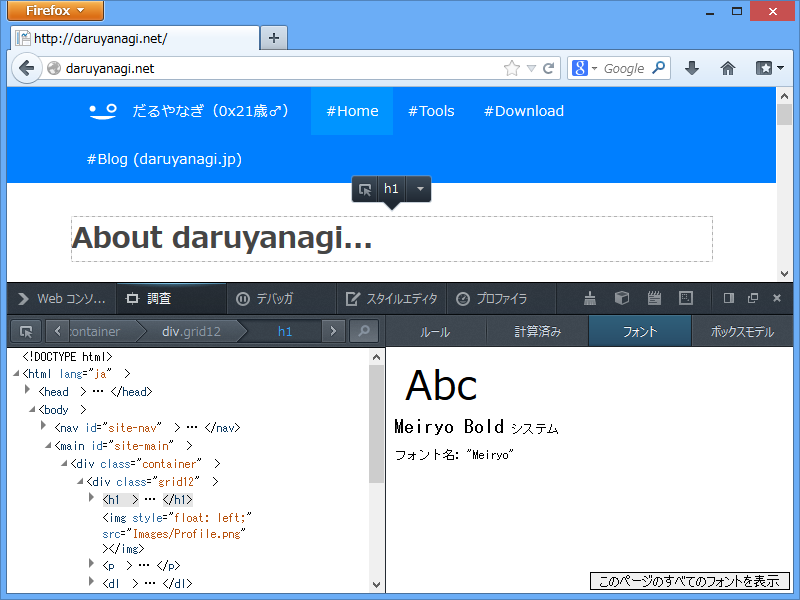 Firefox
http://daruyanagi.net/
daruyanagi.net
Google
だるやなぎ（0x21歳♂）
#Home
#Tools
#Download
#Blog (daruyanagi.jp)
h1
About daruyanagi...
Web コンソ...
調査
デバッガ
スタイルエディタ
プロファイラ
container
div.grid12
h1
ルール
計算済み
フォント
ボックスモデル
<!DOCTYPE html>
<html lang="ja" >
<head > ... </head>
<body >
<nav id="site-nav" > ... </nav>
<main id="site-main" >
<div class="container" >
<div class="grid12" >
<h1 > ... </h1>
<img style="float: left;"
src="Images/Profile.png"
></img>
<p > ... </p>
<dl > ... </dl>
Abc
Meiryo Bold システム
フォント名: "Meiryo"
このページのすべてのフォントを表示